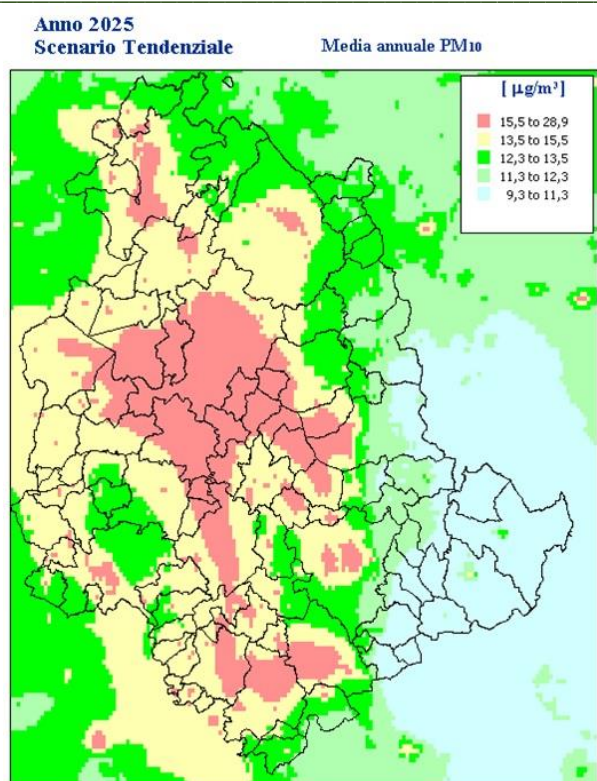 Anno 2025
Scenario Tendenziale
Media annuale PM10
[ µg/m³]
15,5 to 28,9
13,5 to 15,5
12,3 to 13,5
11,3 to 12,3
9,3 to 11,3